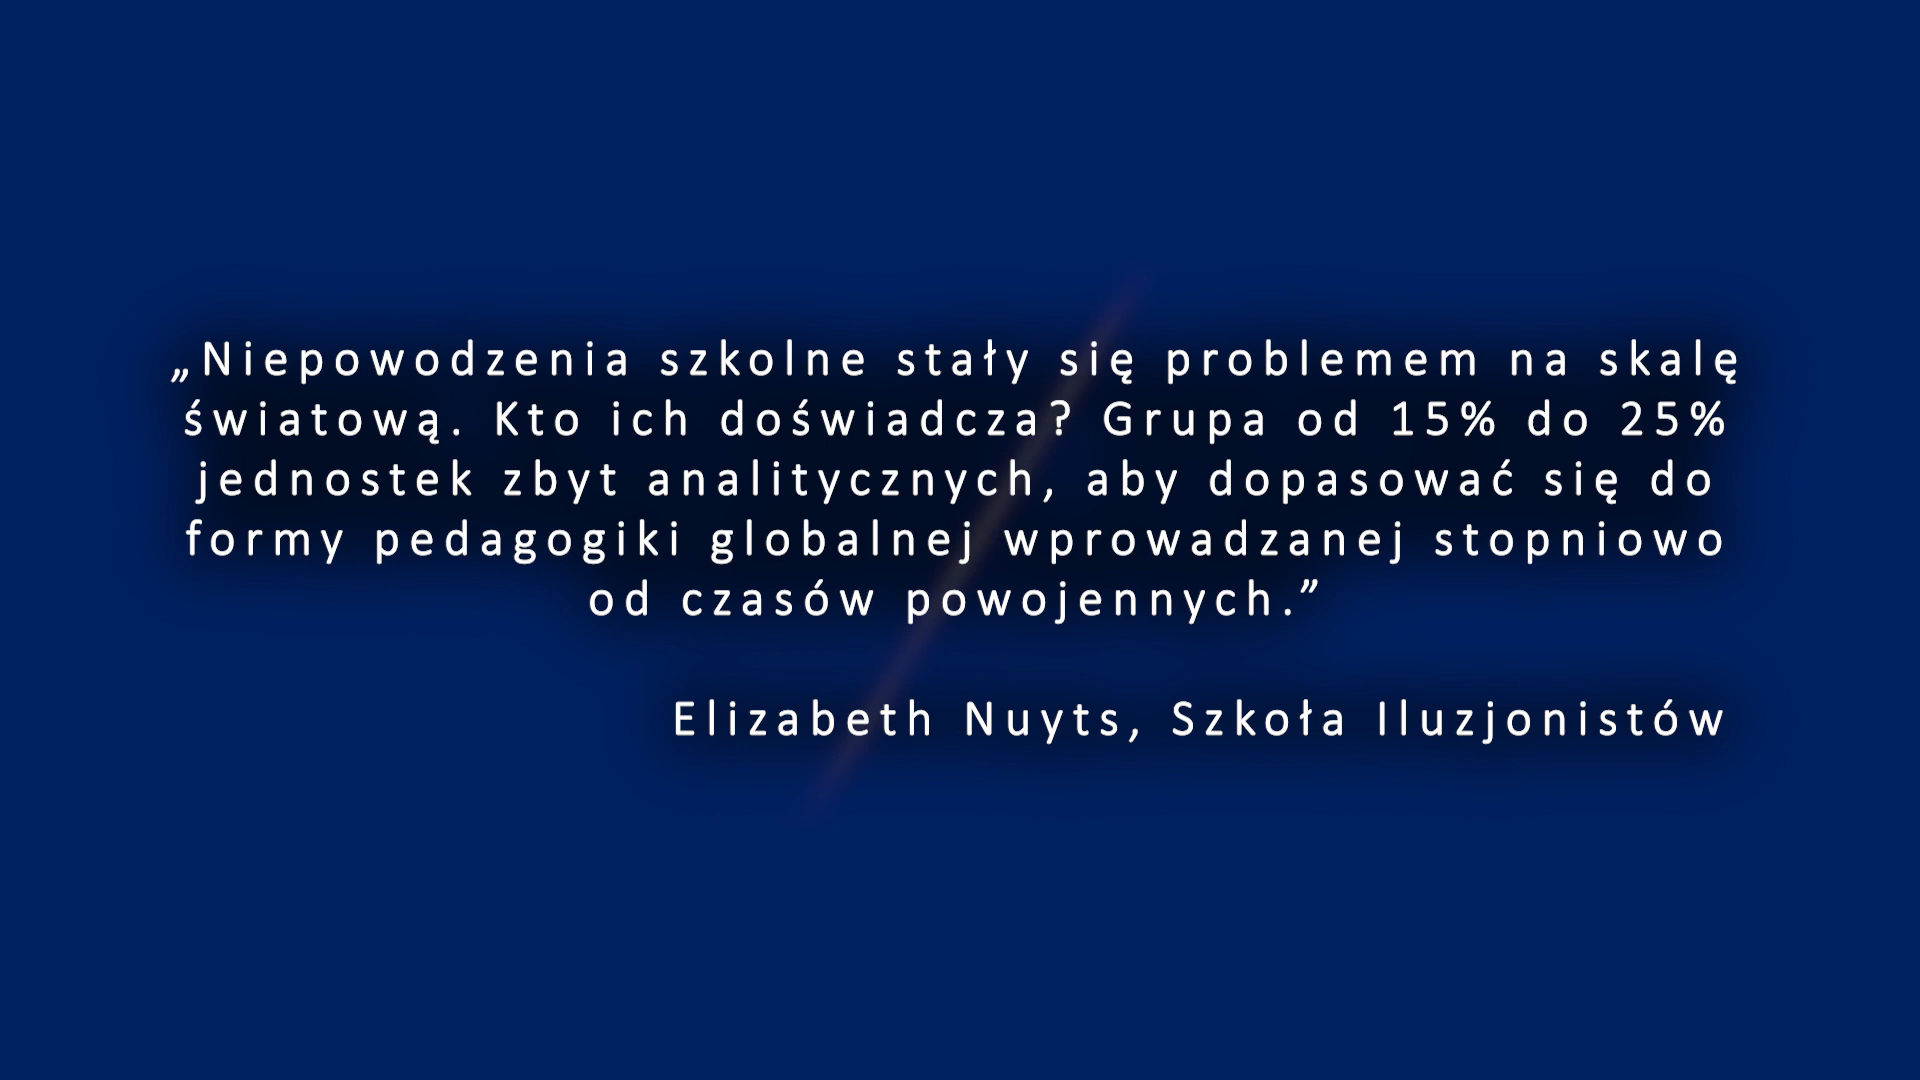 „Niepowodzenia szkolne stały się problemem na skalę
światową. Kto ich doświadcza? Grupa od 15% do 25%
jednostek zbyt analitycznych, aby dopasować się do
formy pedagogiki globalnej wprowadzanej stopniowo
od czasów powojennych.”
Elizabeth Nuyts, Szkoła Iluzjonistów